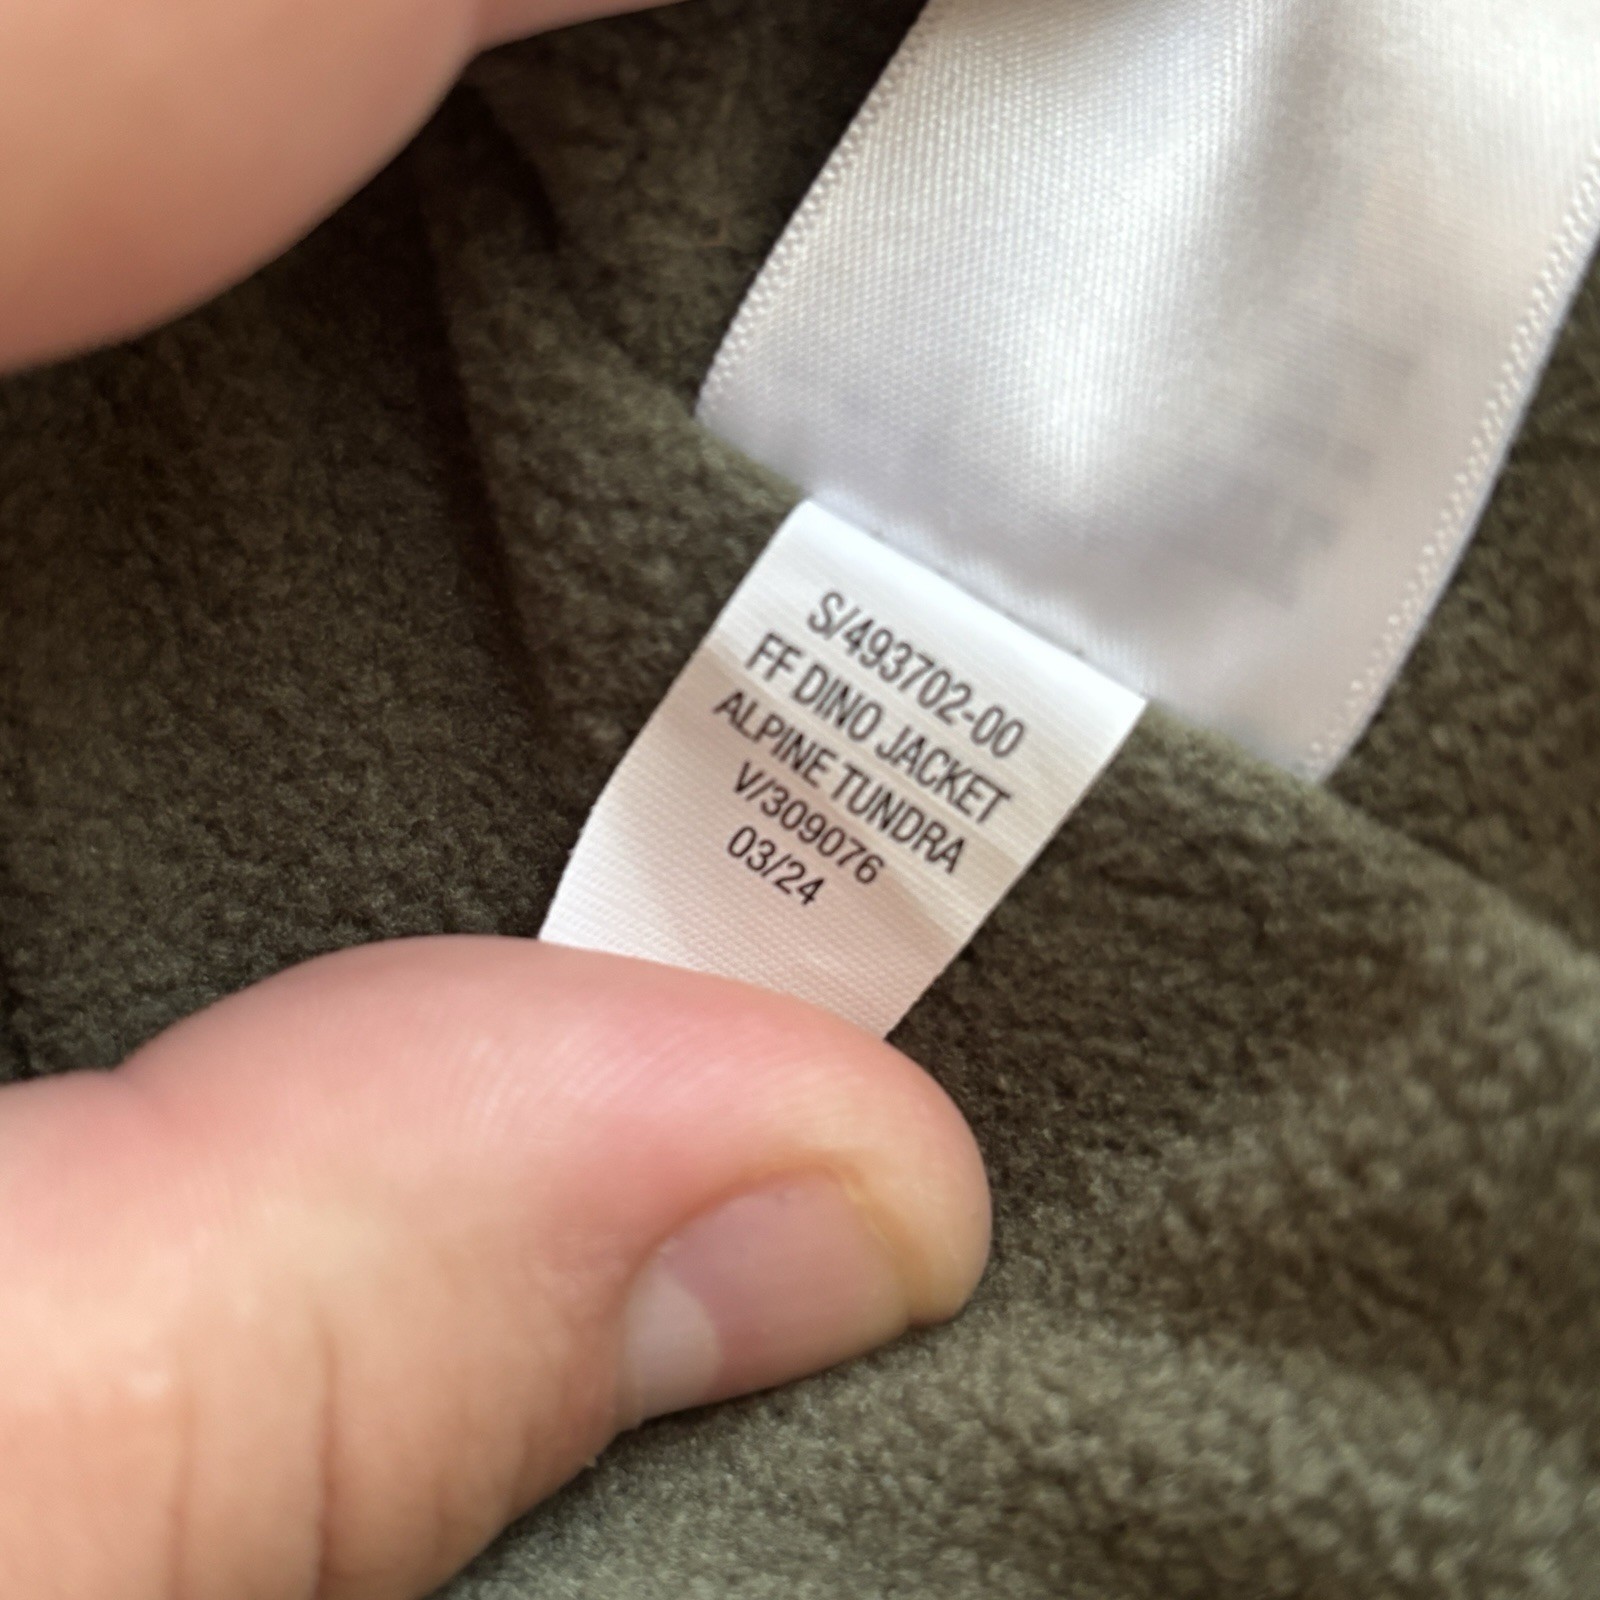 S/493702-00
FF DINO JACKET
ALPINE TUNDRA
V/309076
03/24